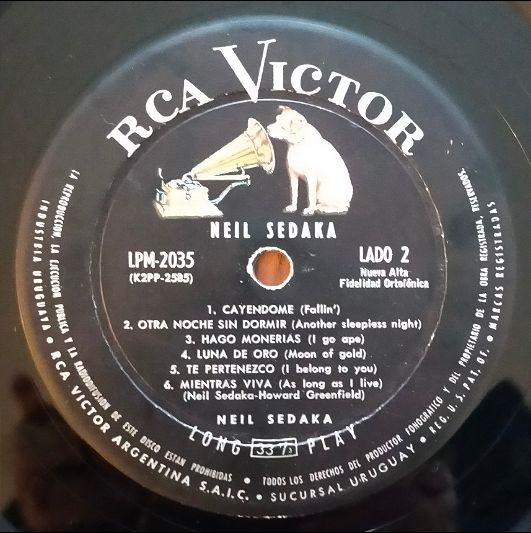 RCA VICTOR
NEIL SEDAKA
LPM-2035
(K2PP-2585)
LADO 2
Nueva Alta
Fidelidad Ortofónica
1. CAYENDOME (Fallin')
2. OTRA NOCHE SIN DORMIR (Another sleepless night)
3. HAGO MONERIAS (I go ape)
4. LUNA DE ORO (Moon of gold)
5. TE PERTENEZCO (I belong to you)
6. MIENTRAS VIVA (As long as I live)
(Neil Sedaka-Howard Greenfield)
NEIL SEDAKA
LONG 33 1/3 PLAY
LA REPRODUCCION, LA EJECUCION PUBLICA Y LA RADIODIFUSION DE ESTE DISCO ESTAN PROHIBIDAS • TODOS LOS DERECHOS DEL PRODUCTOR FONOGRAFICO Y DEL PROPIETARIO DE LA OBRA REGISTRADA, RESERVADOS.
INDUSTRIA URUGUAYA • RCA VICTOR ARGENTINA S.A.I.C. • SUCURSAL URUGUAY • REG. U.S. PAT. OF. • MARCAS REGISTRADAS